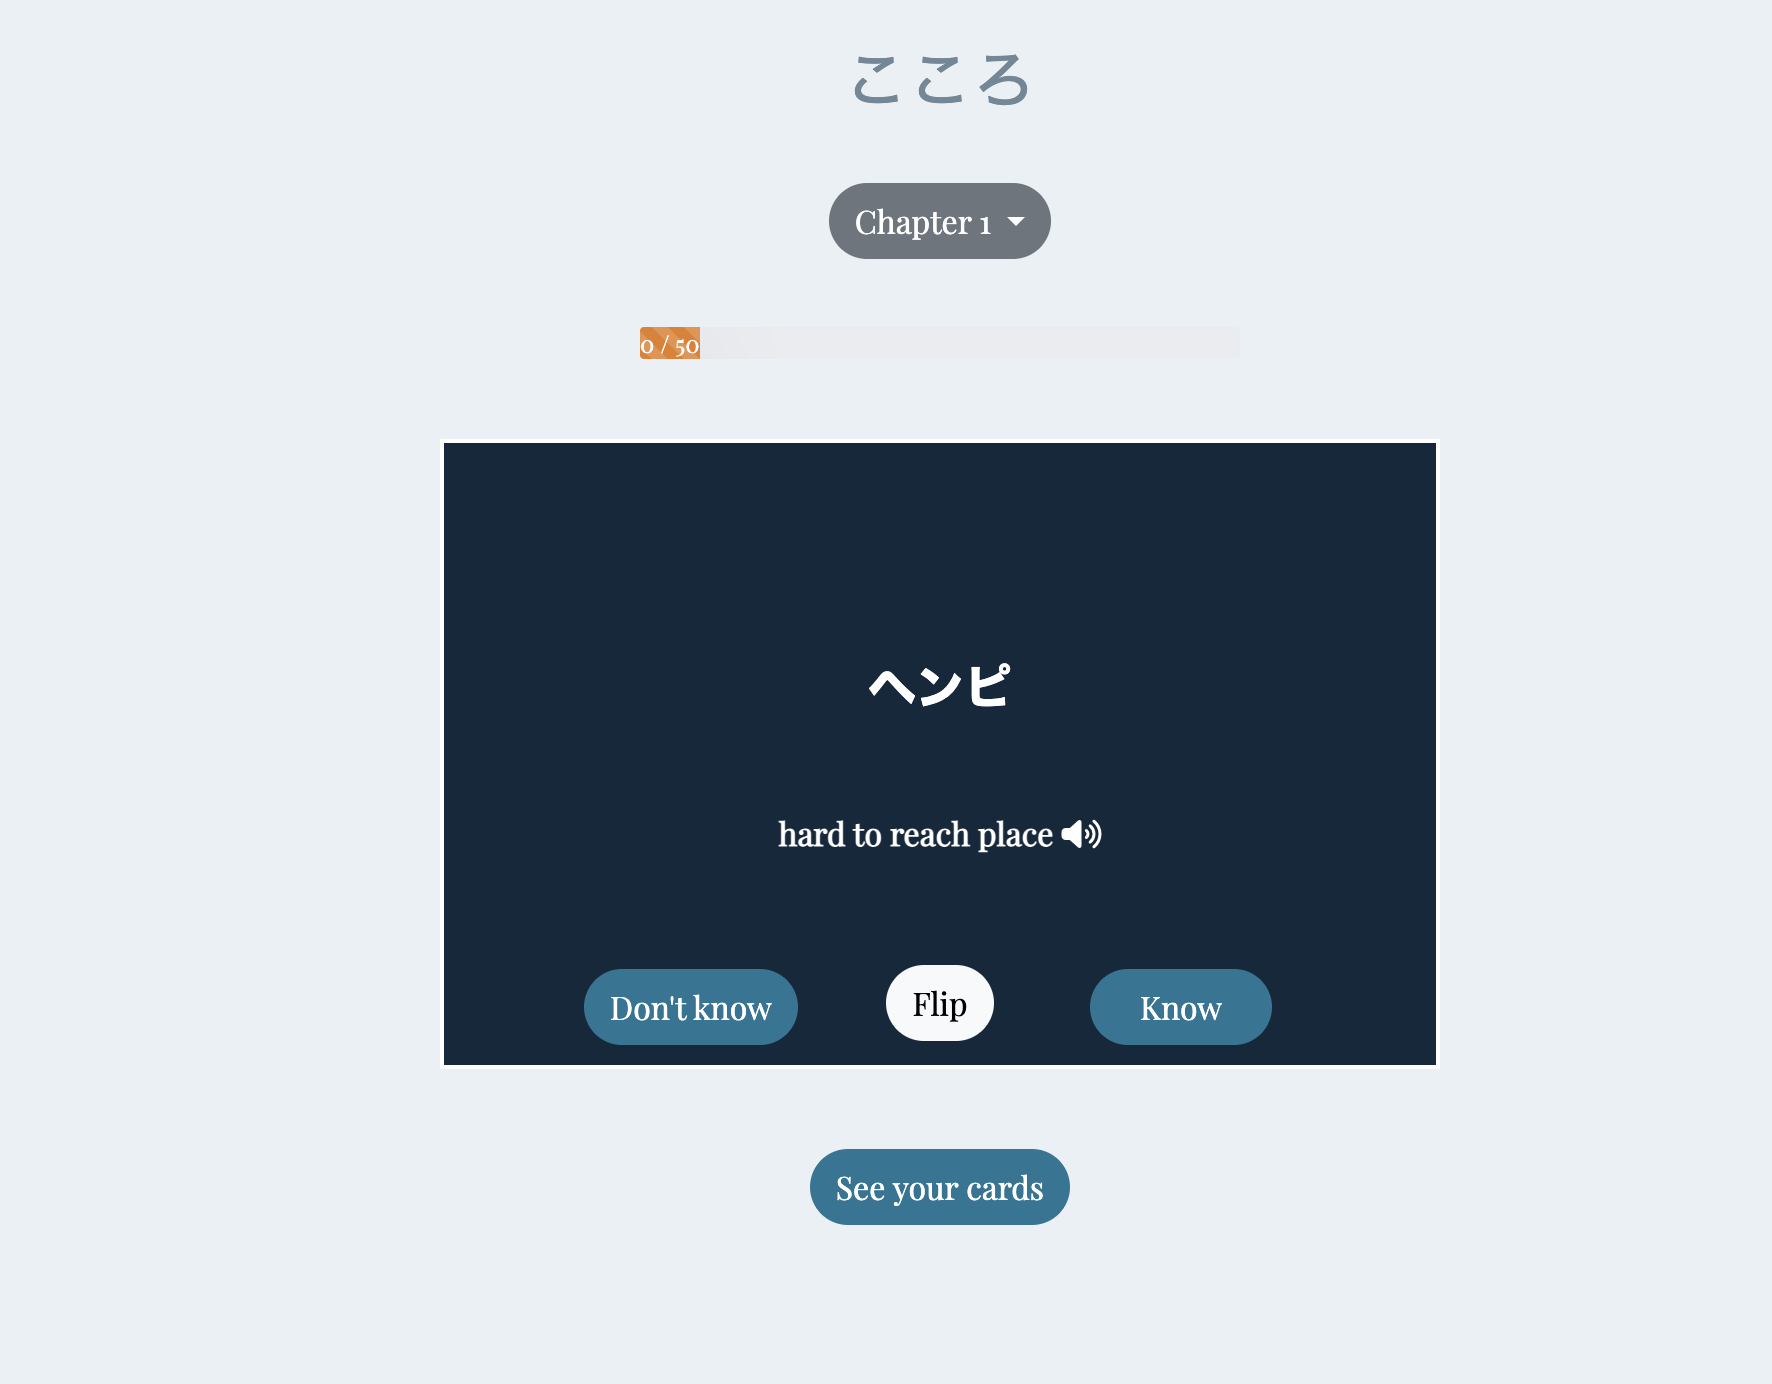 こころ
Chapter 1
0 / 50
ヘンピ
hard to reach place
Don't know
Flip
Know
See your cards